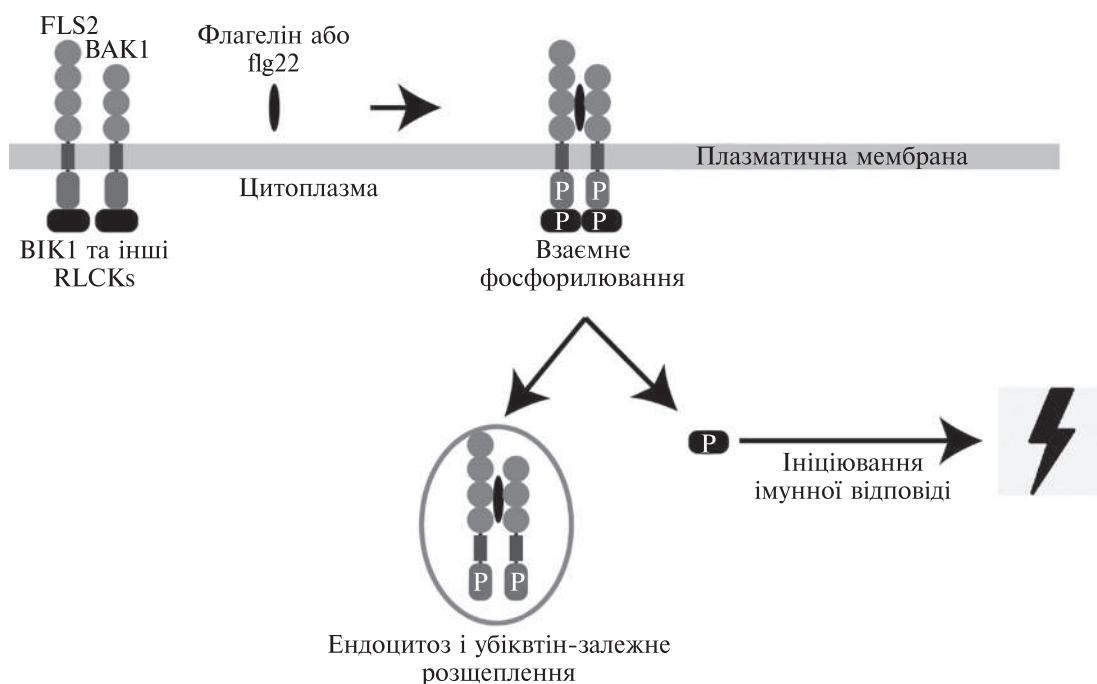 FLS2
BAK1
Флагелін або
flg22
Плазматична мембрана
Цитоплазма
P P
P P
BIK1 та інші
RLCKs
Взаємне
фосфорилювання
P
Ініціювання
імунної відповіді
P P
Ендоцитоз і убіквтін-залежне
розщеплення